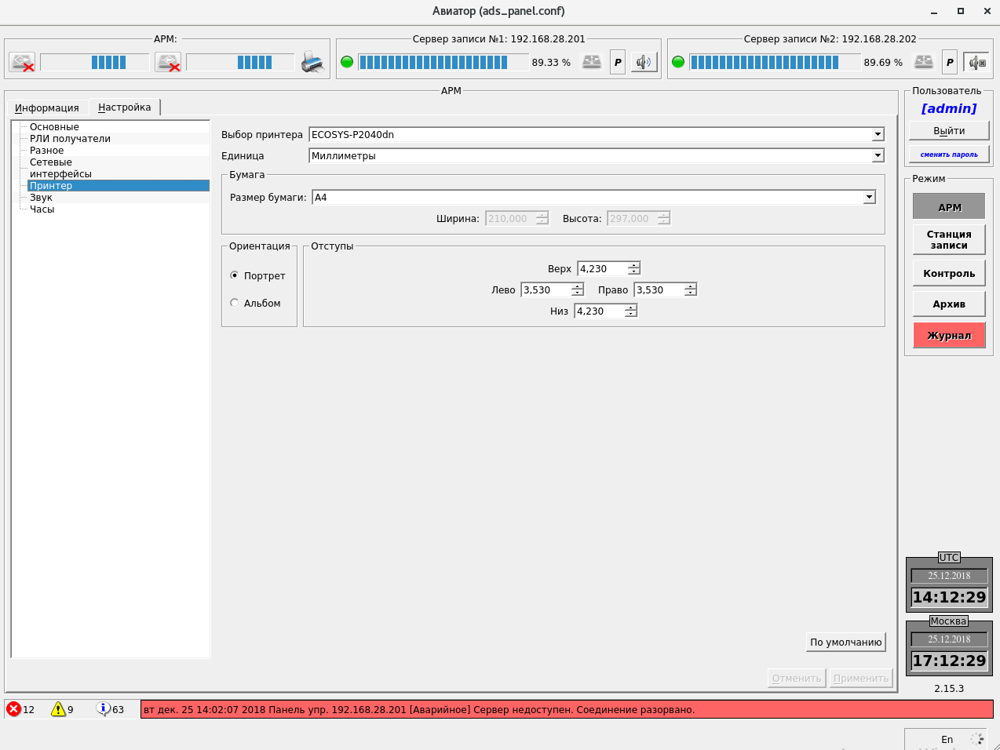 Авиатор (ads_panel.conf)
АРМ:
Сервер записи №1: 192.168.28.201
Сервер записи №2: 192.168.28.202
89.33 %
P
89.69 %
P
АРМ
Пользователь
Информация
Настройка
[admin]
Выйти
сменить пароль
Основные
РЛИ получатели
Разное
Сетевые
интерфейсы
Принтер
Звук
Часы
Выбор принтера ECOSYS-P2040dn
Единица Миллиметры
Бумага
Размер бумаги: A4
Ширина: 210,000 Высота: 297,000
Ориентация
Портрет
Альбом
Отступы
Верх 4,230
Лево 3,530 Право 3,530
Низ 4,230
Режим
АРМ
Станция
записи
Контроль
Архив
Журнал
UTC
25.12.2018
14:12:29
Москва
25.12.2018
17:12:29
2.15.3
По умолчанию
Отменить Применить
12 9 63 вт дек. 25 14:02:07 2018 Панель упр. 192.168.28.201 [Аварийное] Сервер недоступен. Соединение разорвано.
En